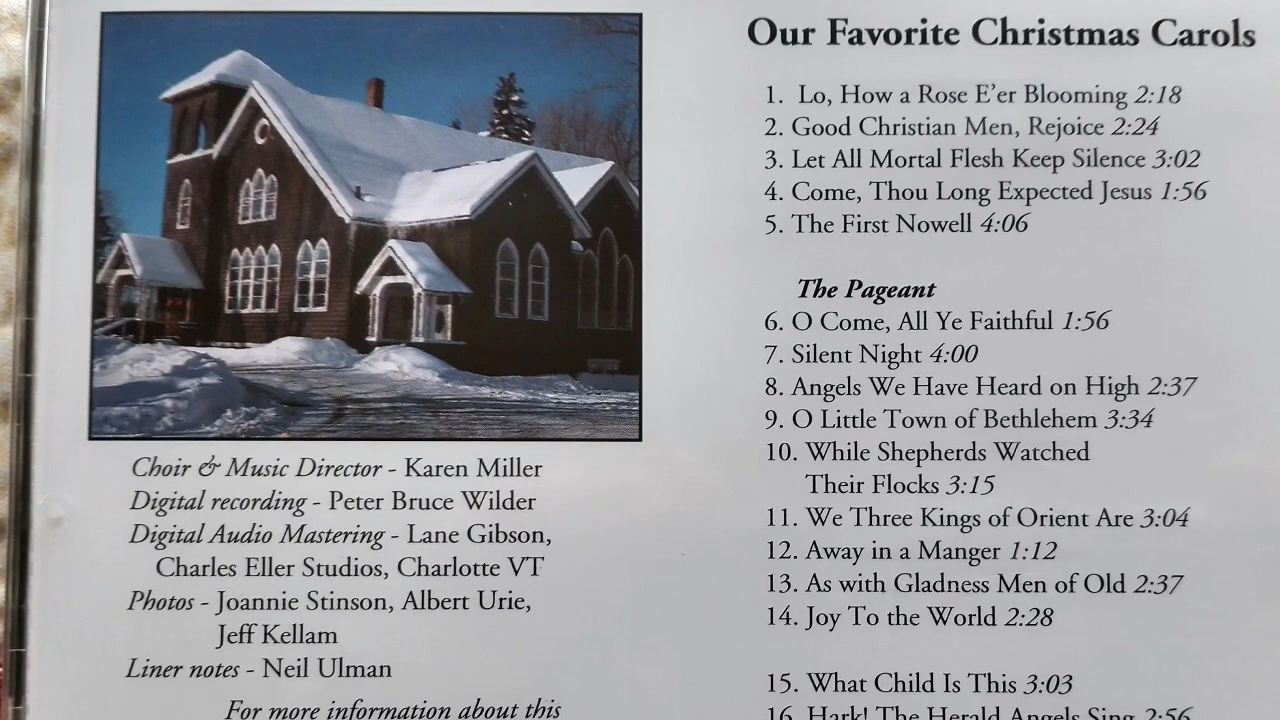 Choir & Music Director - Karen Miller
Digital recording - Peter Bruce Wilder
Digital Audio Mastering - Lane Gibson,
Charles Eller Studios, Charlotte VT
Photos - Joannie Stinson, Albert Urie,
Jeff Kellam
Liner notes - Neil Ulman
For more information about this
Our Favorite Christmas Carols
1. Lo, How a Rose E'er Blooming 2:18
2. Good Christian Men, Rejoice 2:24
3. Let All Mortal Flesh Keep Silence 3:02
4. Come, Thou Long Expected Jesus 1:56
5. The First Nowell 4:06
The Pageant
6. O Come, All Ye Faithful 1:56
7. Silent Night 4:00
8. Angels We Have Heard on High 2:37
9. O Little Town of Bethlehem 3:34
10. While Shepherds Watched
Their Flocks 3:15
11. We Three Kings of Orient Are 3:04
12. Away in a Manger 1:12
13. As with Gladness Men of Old 2:37
14. Joy To the World 2:28
15. What Child Is This 3:03
16. Hark! The Herald Angels Sing 2:56